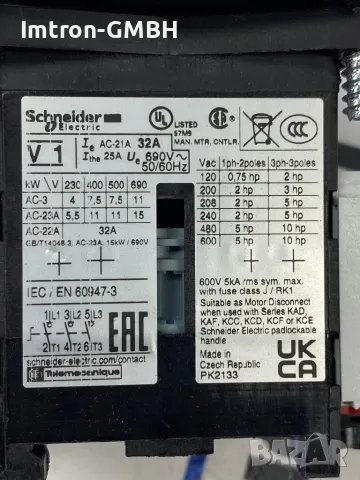 Imtron-GMBH
Schneider
Electric
V 1
Ie AC-21A 32A
Ithe 25A Ue 690V~
50/60Hz
kW \ V 230 400 500 690
AC-3 4 7,5 7,5 11
AC-23A 5,5 11 11 15
AC-22A 32A
GB/T14048.3: AC-23A, 15kW / 690V
IEC / EN 60947-3
1|L1 3|L2 5|L3
2|T1 4|T2 6|T3
EAC
schneider-electric.com/contact
Telemecanique
UL LISTED
57M9
MAN. MTR. CNTLR.
CCC
Vac 1ph-2poles 3ph-3poles
120 0,75 hp 2 hp
200 2 hp 3 hp
208 2 hp 5 hp
240 2 hp 5 hp
480 5 hp 10 hp
600 5 hp 10 hp
600V 5kA rms sym. max.
with fuse class J / RK1
Suitable as Motor Disconnect
when used with Series KAD,
KAF, KCC, KCD, KCF or KCE
Schneider Electric padlockable
handle
Made in
Czech Republic
PK2133
UK
CA
BAZAR